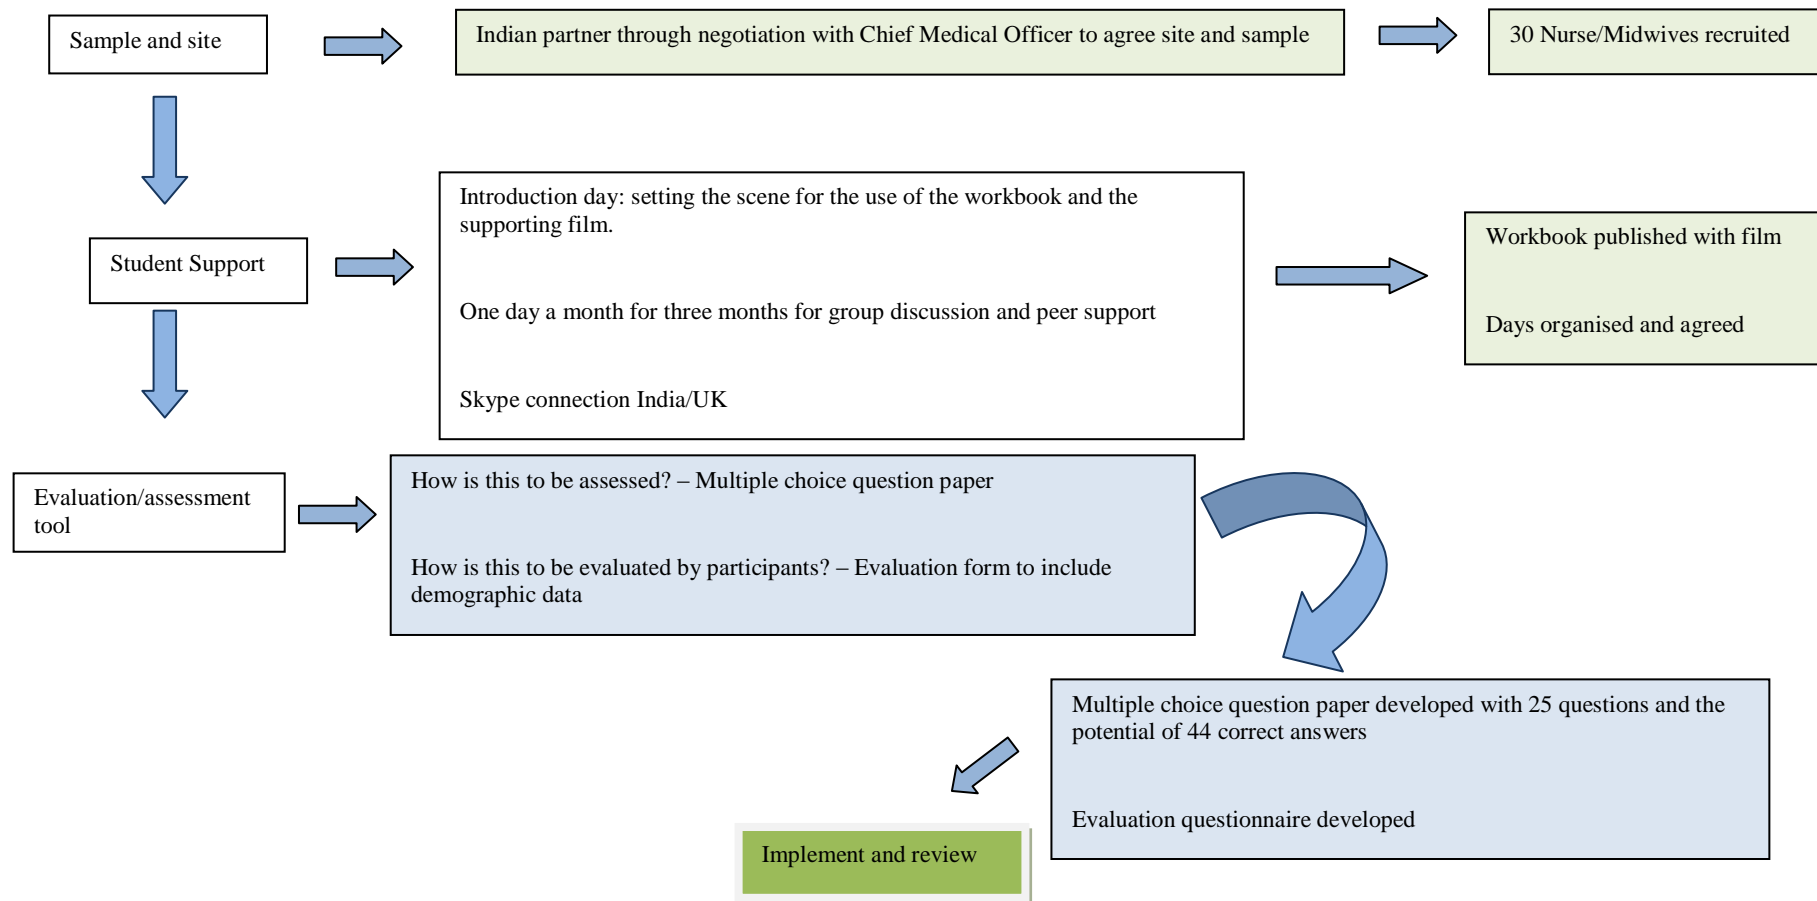 Sample and site
Indian partner through negotiation with Chief Medical Officer to agree site and sample
30 Nurse/Midwives recruited
Student Support
Introduction day: setting the scene for the use of the workbook and the
supporting film.
One day a month for three months for group discussion and peer support
Skype connection India/UK
Workbook published with film
Days organised and agreed
Evaluation/assessment
tool
How is this to be assessed? – Multiple choice question paper
How is this to be evaluated by participants? – Evaluation form to include
demographic data
Multiple choice question paper developed with 25 questions and the
potential of 44 correct answers
Evaluation questionnaire developed
Implement and review